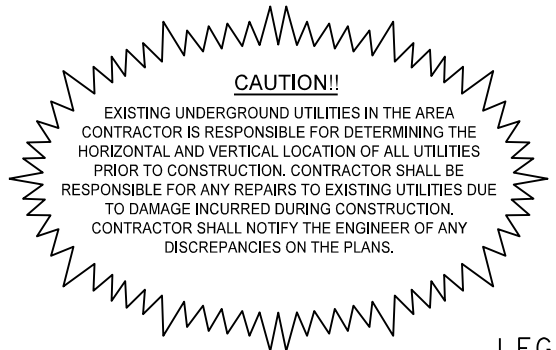 CAUTION!!
EXISTING UNDERGROUND UTILITIES IN THE AREA
CONTRACTOR IS RESPONSIBLE FOR DETERMINING THE
HORIZONTAL AND VERTICAL LOCATION OF ALL UTILITIES
PRIOR TO CONSTRUCTION. CONTRACTOR SHALL BE
RESPONSIBLE FOR ANY REPAIRS TO EXISTING UTILITIES DUE
TO DAMAGE INCURRED DURING CONSTRUCTION.
CONTRACTOR SHALL NOTIFY THE ENGINEER OF ANY
DISCREPANCIES ON THE PLANS.